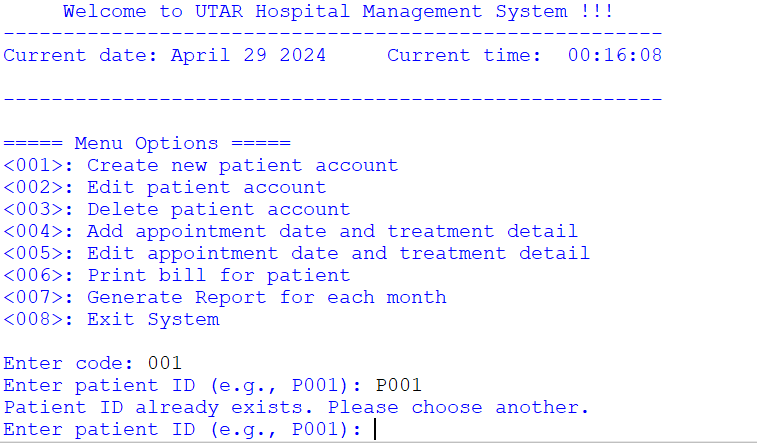 Welcome to UTAR Hospital Management System !!!
-------------------------------------------------------
Current date: April 29 2024     Current time:  00:16:08
-------------------------------------------------------
===== Menu Options =====
<001>: Create new patient account
<002>: Edit patient account
<003>: Delete patient account
<004>: Add appointment date and treatment detail
<005>: Edit appointment date and treatment detail
<006>: Print bill for patient
<007>: Generate Report for each month
<008>: Exit System
Enter code: 001
Enter patient ID (e.g., P001): P001
Patient ID already exists. Please choose another.
Enter patient ID (e.g., P001):